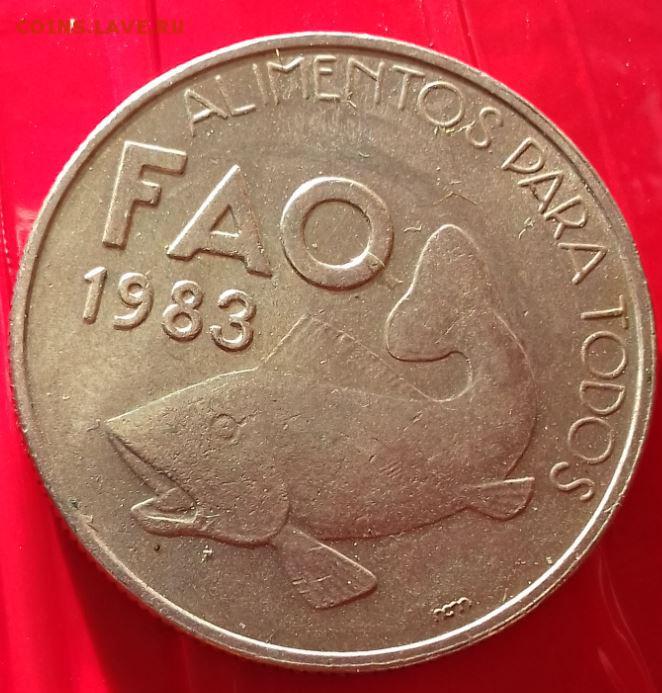 COINS.LAVE.RU
ALIMENTOS PARA TODOS
FAO
1983